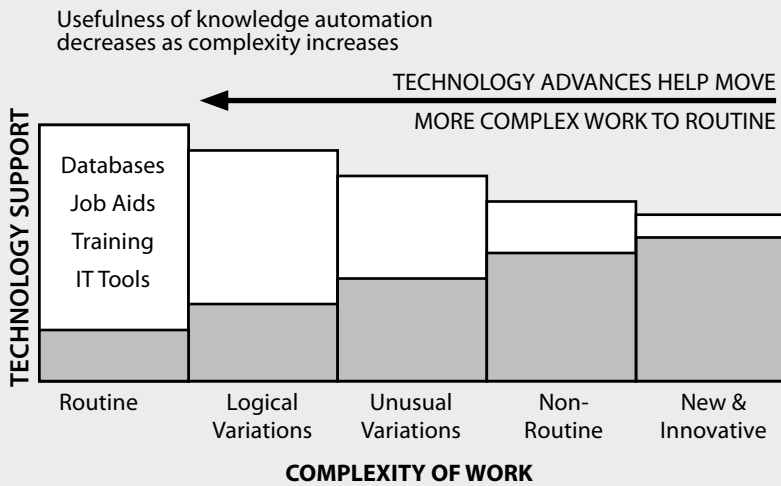 Usefulness of knowledge automation
decreases as complexity increases
TECHNOLOGY ADVANCES HELP MOVE
MORE COMPLEX WORK TO ROUTINE
TECHNOLOGY SUPPORT
Databases
Job Aids
Training
IT Tools
Routine
Logical
Variations
Unusual
Variations
Non-
Routine
New &
Innovative
COMPLEXITY OF WORK